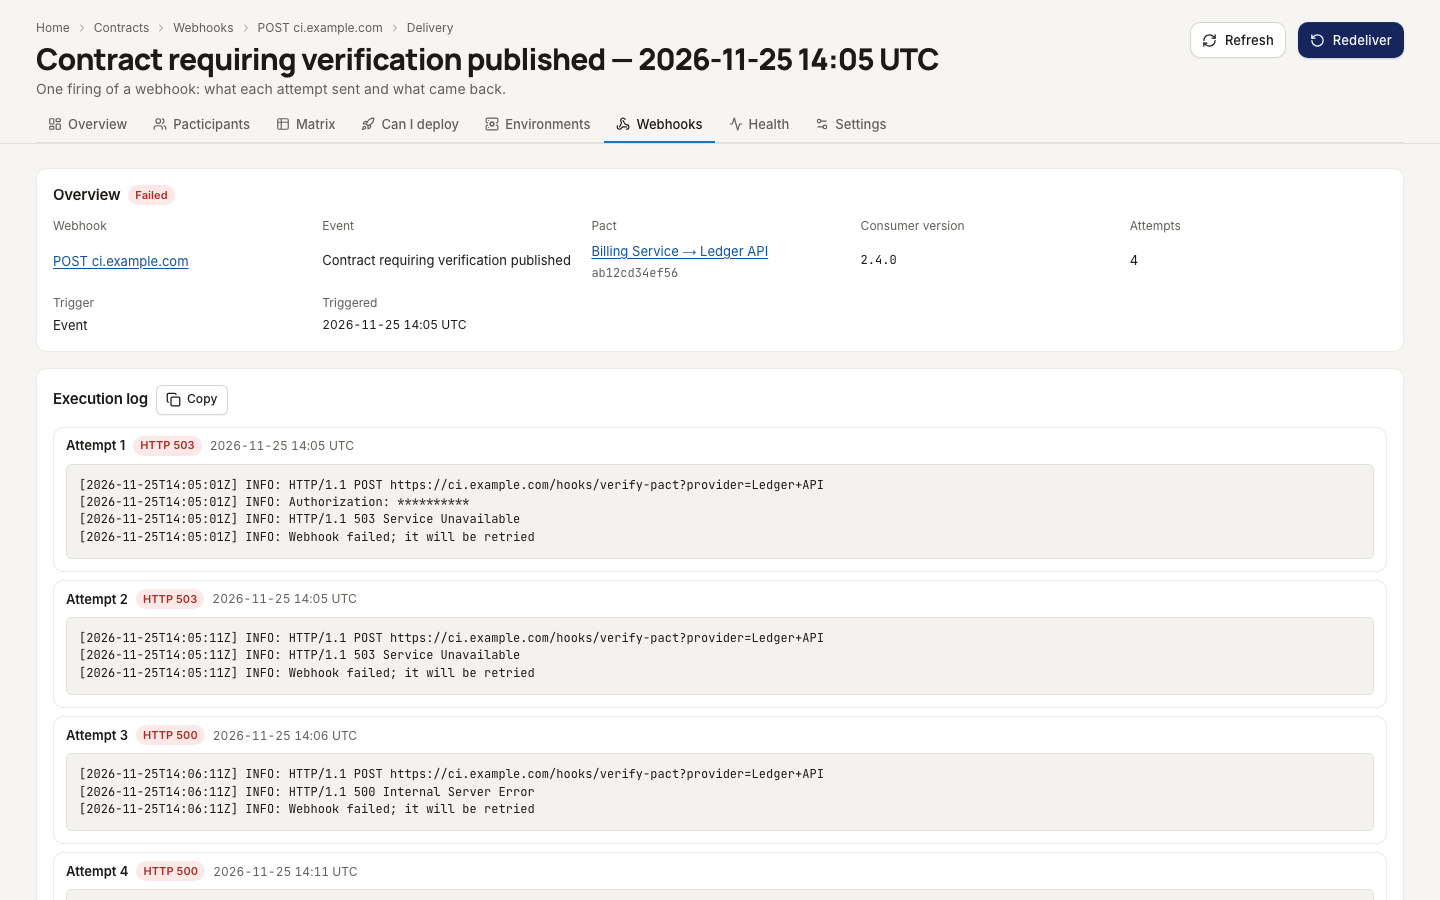 Home > Contracts > Webhooks > POST ci.example.com > Delivery
Contract requiring verification published — 2026-11-25 14:05 UTC
One firing of a webhook: what each attempt sent and what came back.
Refresh
Redeliver
Overview Pacticipants Matrix Can I deploy Environments Webhooks Health Settings
Overview Failed
Webhook Event Pact Consumer version Attempts
POST ci.example.com Contract requiring verification published Billing Service → Ledger API 2.4.0 4
ab12cd34ef56
Trigger Triggered
Event 2026-11-25 14:05 UTC
Execution log Copy
Attempt 1 HTTP 503 2026-11-25 14:05 UTC
[2026-11-25T14:05:01Z] INFO: HTTP/1.1 POST https://ci.example.com/hooks/verify-pact?provider=Ledger+API
[2026-11-25T14:05:01Z] INFO: Authorization: **********
[2026-11-25T14:05:01Z] INFO: HTTP/1.1 503 Service Unavailable
[2026-11-25T14:05:01Z] INFO: Webhook failed; it will be retried
Attempt 2 HTTP 503 2026-11-25 14:05 UTC
[2026-11-25T14:05:11Z] INFO: HTTP/1.1 POST https://ci.example.com/hooks/verify-pact?provider=Ledger+API
[2026-11-25T14:05:11Z] INFO: HTTP/1.1 503 Service Unavailable
[2026-11-25T14:05:11Z] INFO: Webhook failed; it will be retried
Attempt 3 HTTP 500 2026-11-25 14:06 UTC
[2026-11-25T14:06:11Z] INFO: HTTP/1.1 POST https://ci.example.com/hooks/verify-pact?provider=Ledger+API
[2026-11-25T14:06:11Z] INFO: HTTP/1.1 500 Internal Server Error
[2026-11-25T14:06:11Z] INFO: Webhook failed; it will be retried
Attempt 4 HTTP 500 2026-11-25 14:11 UTC